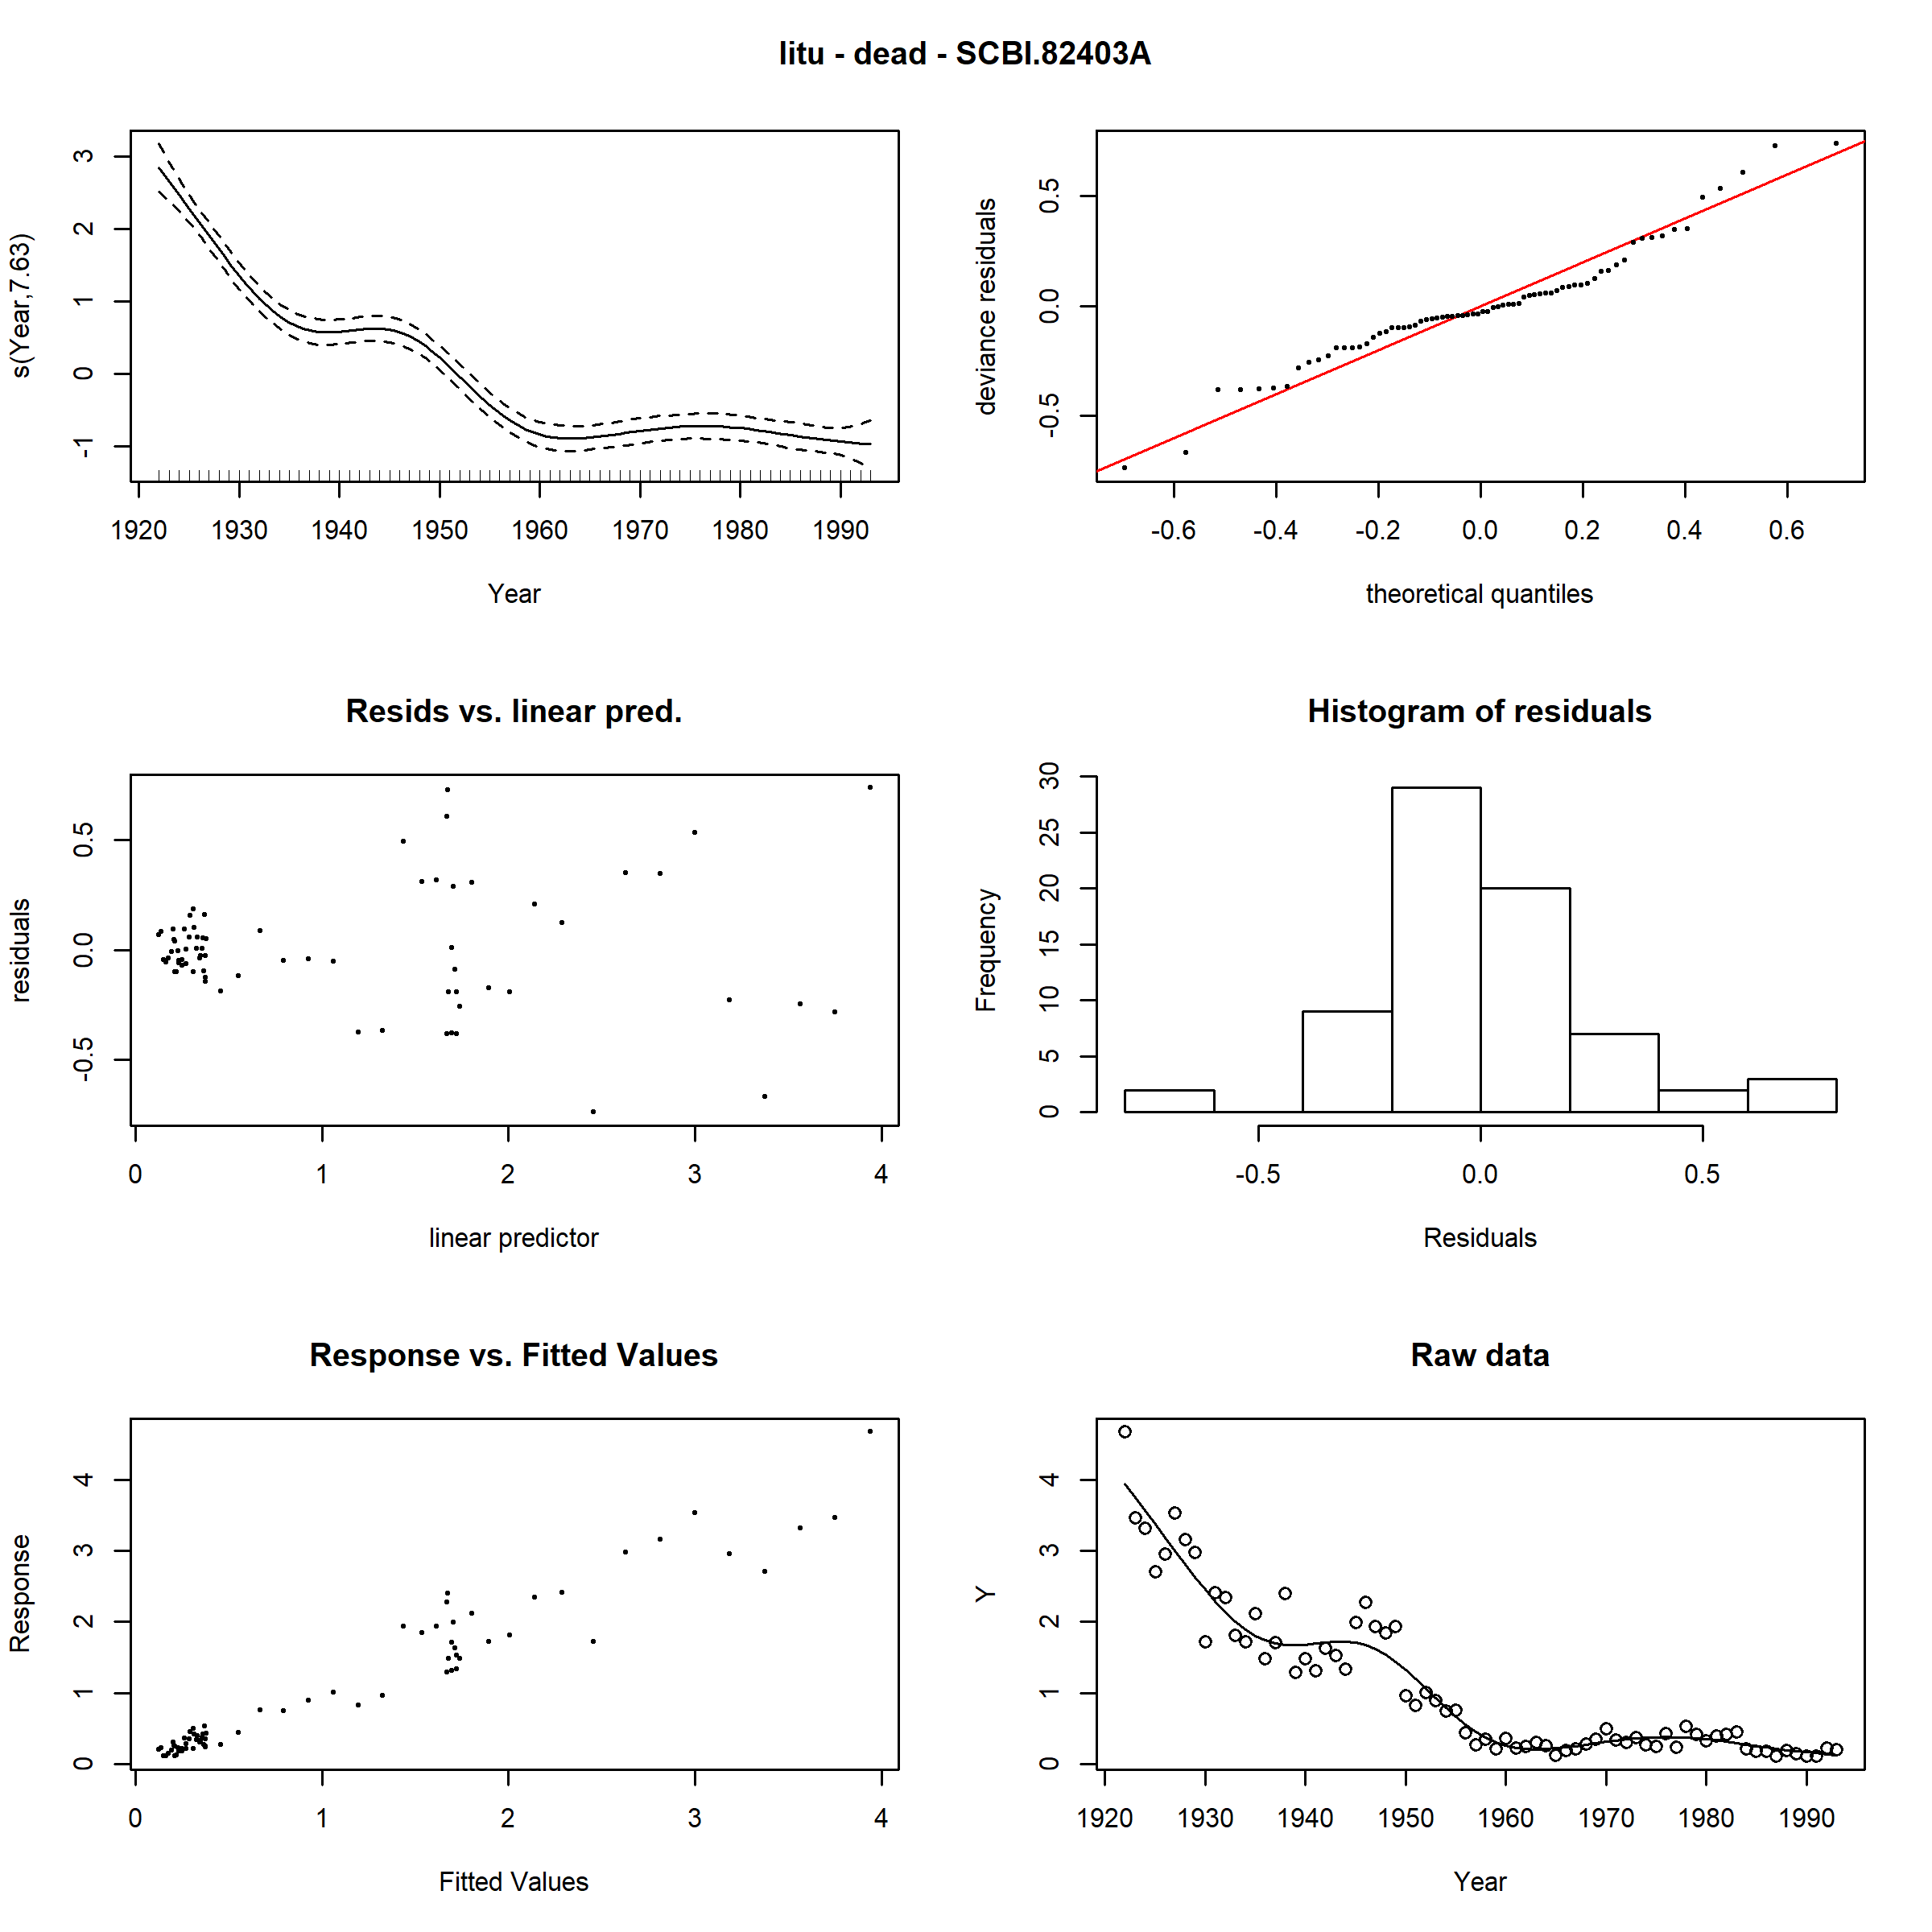 litu - dead - SCBI.82403A
s(Year,7.63)
3
2
1
0
-1
1920 1930 1940 1950 1960 1970 1980 1990
Year
deviance residuals
0.5
0.0
-0.5
-0.6 -0.4 -0.2 0.0 0.2 0.4 0.6
theoretical quantiles
Resids vs. linear pred.
residuals
0.5
0.0
-0.5
0 1 2 3 4
linear predictor
Histogram of residuals
Frequency
30
25
20
15
10
5
0
-0.5 0.0 0.5
Residuals
Response vs. Fitted Values
Response
4
3
2
1
0
0 1 2 3 4
Fitted Values
Raw data
Y
4
3
2
1
0
1920 1930 1940 1950 1960 1970 1980 1990
Year